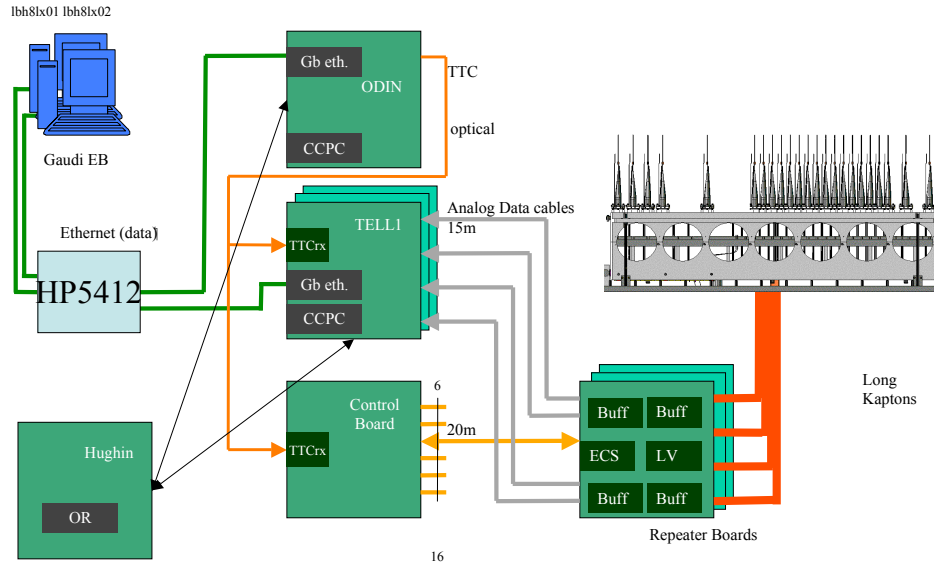 lbh8lx01 lbh8lx02
Gb eth.
ODIN
TTC
CCPC
optical
Gaudi EB
Analog Data cables
15m
TELL1
Ethernet (data)
TTCrx
Gb eth.
HP5412
CCPC
6
Long
Kaptons
Control
Board
Buff
Buff
20m
Hughin
TTCrx
ECS
LV
Buff
Buff
OR
Repeater Boards
16